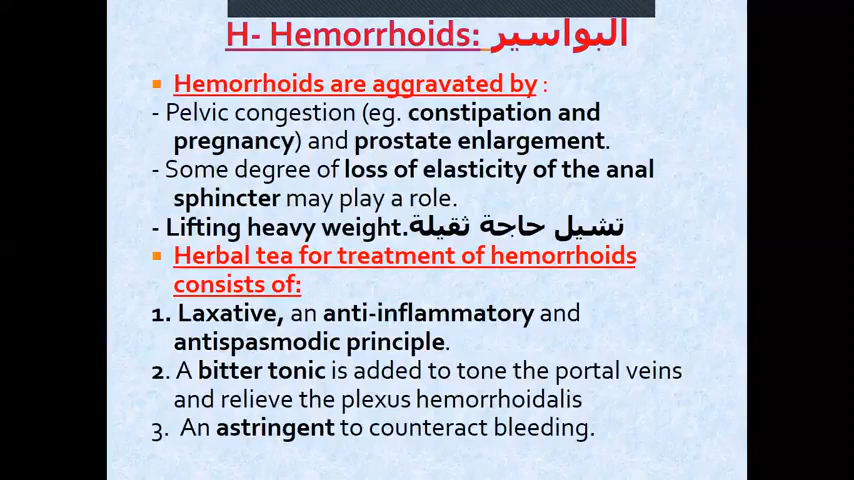 H- Hemorrhoids: البواسير
Hemorrhoids are aggravated by :
- Pelvic congestion (eg. constipation and
pregnancy) and prostate enlargement.
- Some degree of loss of elasticity of the anal
sphincter may play a role.
- Lifting heavy weight.تشيل حاجة ثقيلة
Herbal tea for treatment of hemorrhoids
consists of:
1. Laxative, an anti-inflammatory and
antispasmodic principle.
2. A bitter tonic is added to tone the portal veins
and relieve the plexus hemorrhoidalis
3. An astringent to counteract bleeding.